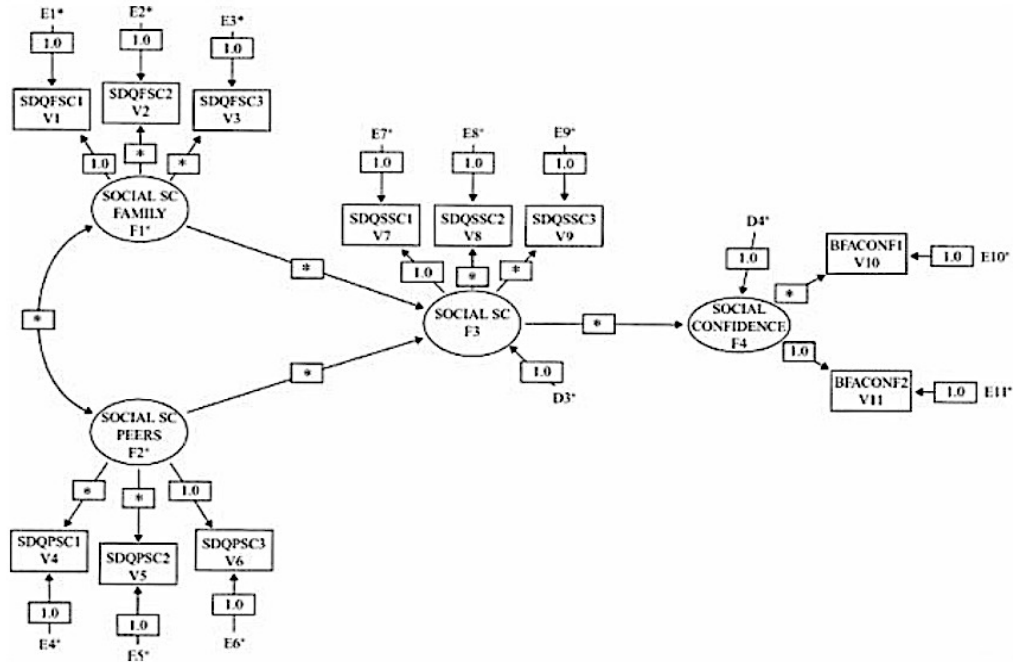 E1*
E2*
E3*
1.0
1.0
1.0
SDQFSC1
V1
SDQFSC2
V2
SDQFSC3
V3
1.0
*
*
SOCIAL SC
FAMILY
F1*
E7*
E8*
E9*
1.0
1.0
1.0
SDQSSC1
V7
SDQSSC2
V8
SDQSSC3
V9
1.0
*
*
*
*
SOCIAL SC
F3
1.0
D3*
*
D4*
1.0
SOCIAL
CONFIDENCE
F4
*
BFACONF1
V10
1.0
E10*
1.0
BFACONF2
V11
1.0
E11*
*
SOCIAL SC
PEERS
F2*
*
*
1.0
SDQPSC1
V4
SDQPSC2
V5
SDQPSC3
V6
1.0
1.0
1.0
E4*
E5*
E6*